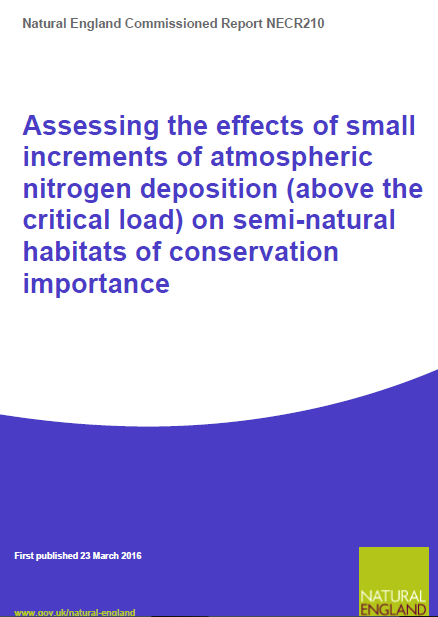 Natural England Commissioned Report NECR210
Assessing the effects of small
increments of atmospheric
nitrogen deposition (above the
critical load) on semi-natural
habitats of conservation
importance
First published 23 March 2016
www.gov.uk/natural-england
NATURAL
ENGLAND